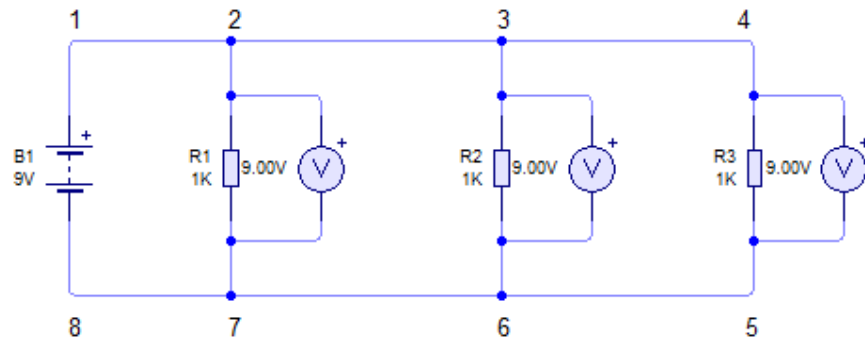 1 2 3 4
+ + + +
B1 R1 9.00V V R2 9.00V V R3 9.00V V
9V 1K 1K 1K
8 7 6 5